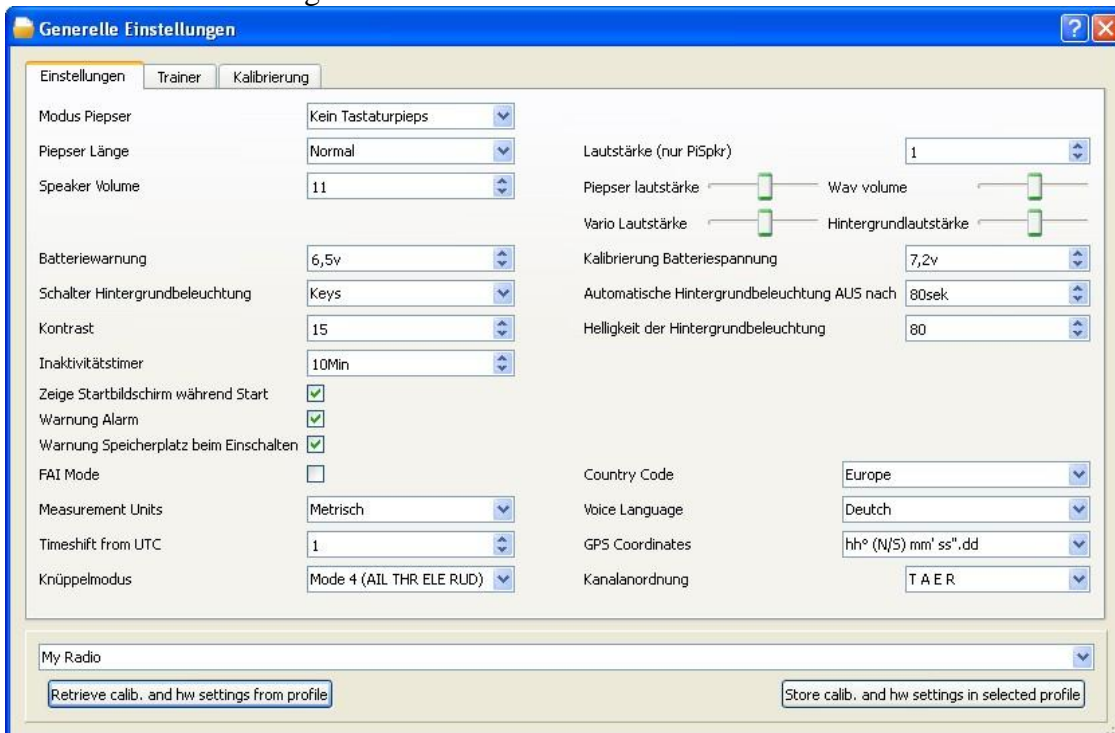 Generelle Einstellungen
Einstellungen Trainer Kalibrierung
Modus Piepser Kein Tastaturpieps
Piepser Länge Normal Lautstärke (nur PiSpkr) 1
Speaker Volume 11 Piepser lautstärke Wav volume
Vario Lautstärke Hintergrundlautstärke
Batteriewarnung 6,5v Kalibrierung Batteriespannung 7,2v
Schalter Hintergrundbeleuchtung Keys Automatische Hintergrundbeleuchtung AUS nach 80sek
Kontrast 15 Helligkeit der Hintergrundbeleuchtung 80
Inaktivitätstimer 10Min
Zeige Startbildschirm während Start
Warnung Alarm
Warnung Speicherplatz beim Einschalten
FAI Mode Country Code Europe
Measurement Units Metrisch Voice Language Deutch
Timeshift from UTC 1 GPS Coordinates hhº (N/S) mm' ss".dd
Knüppelmodus Mode 4 (AIL THR ELE RUD) Kanalanordnung T A E R
My Radio
Retrieve calib. and hw settings from profile Store calib. and hw settings in selected profile